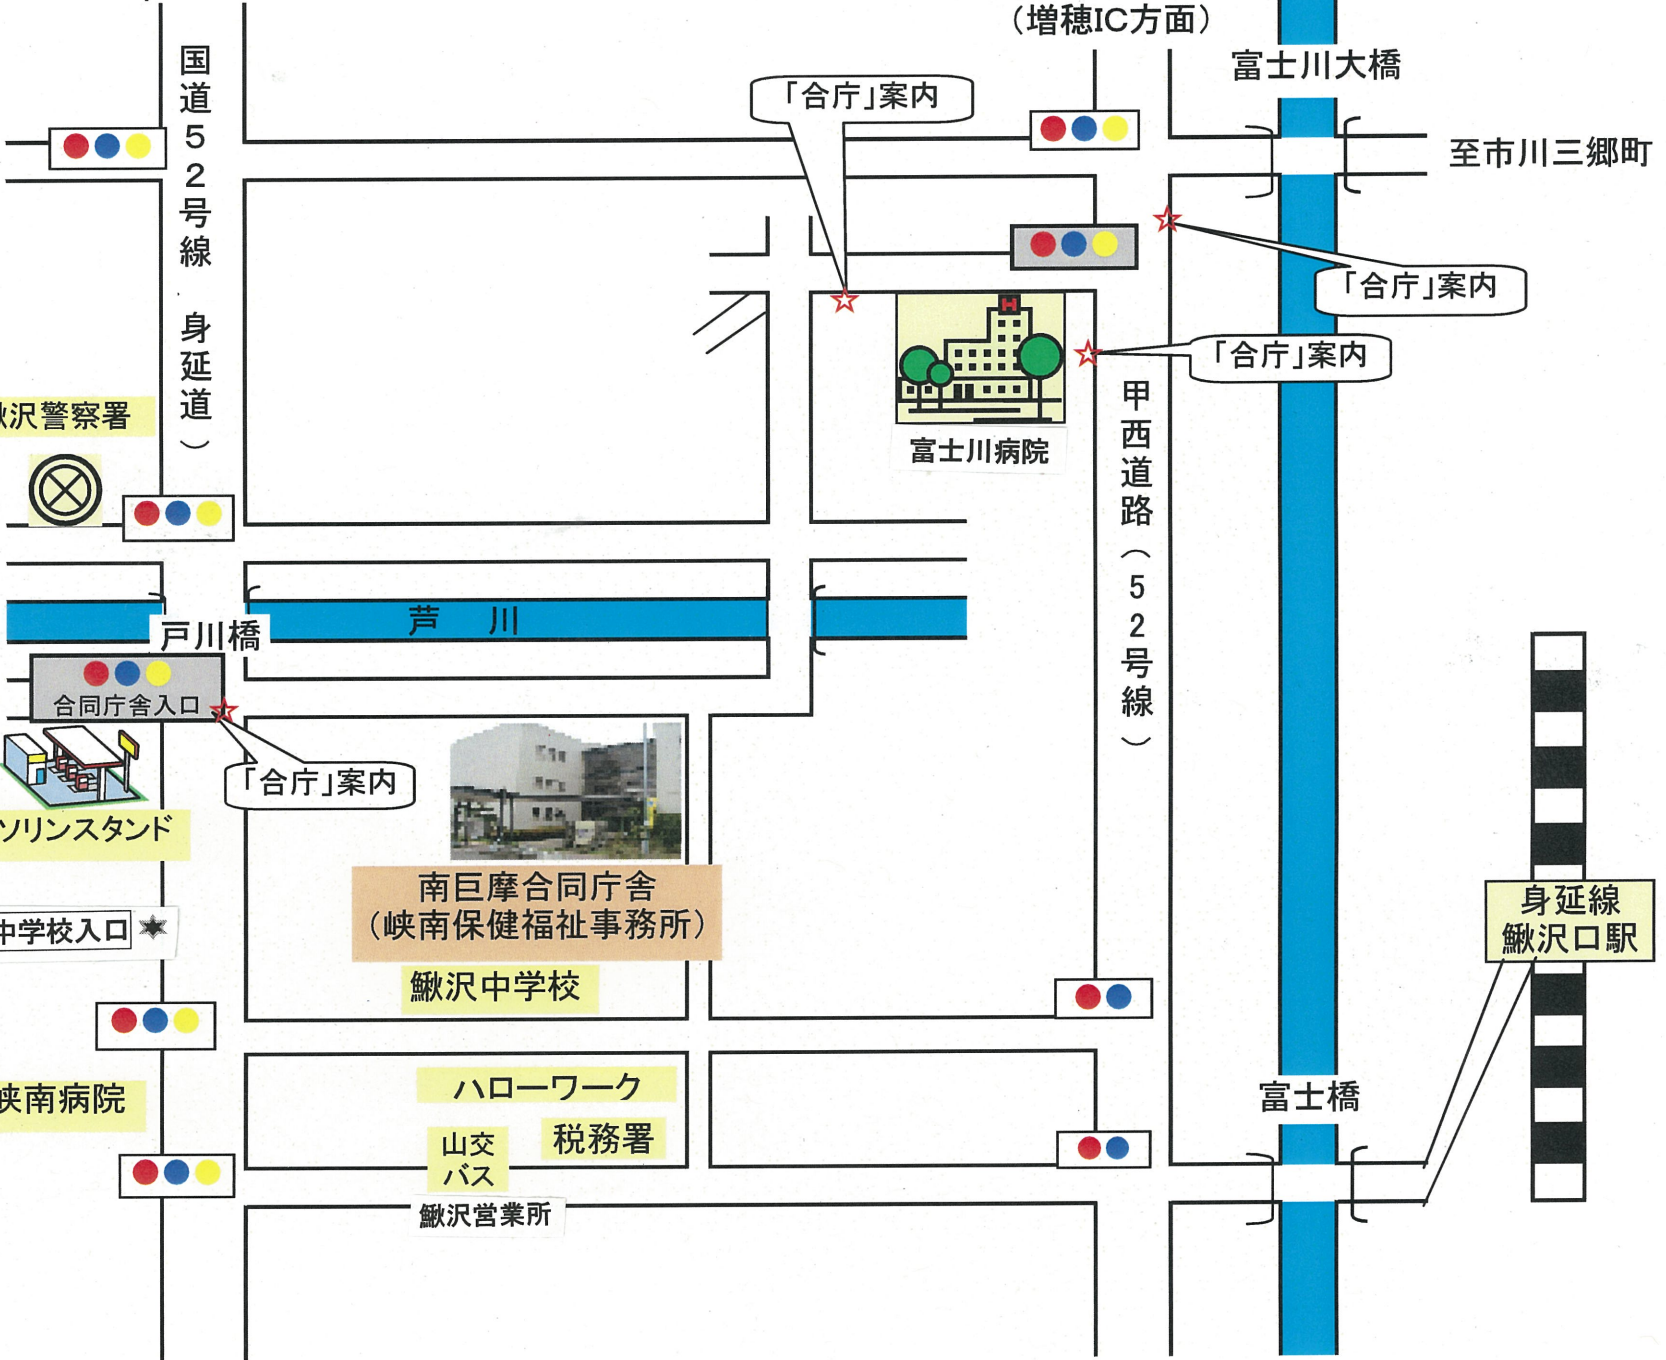 （増穂IC方面）
富士川大橋
国道52号線　身延道）
「合庁」案内
至市川三郷町
「合庁」案内
「合庁」案内
H
富士川病院
甲西道路（52号線）
鰍沢警察署
芦　川
戸川橋
合同庁舎入口
「合庁」案内
ソリンスタンド
南巨摩合同庁舎
（峡南保健福祉事務所）
中学校入口
鰍沢中学校
身延線
鰍沢口駅
峡南病院
ハローワーク
税務署
山交
バス
鰍沢営業所
富士橋